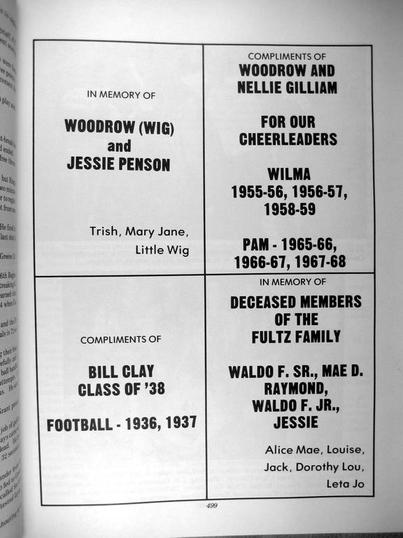 IN MEMORY OF
WOODROW (WIG)
and
JESSIE PENSON
Trish, Mary Jane,
Little Wig
COMPLIMENTS OF
WOODROW AND
NELLIE GILLIAM
FOR OUR
CHEERLEADERS
WILMA
1955-56, 1956-57,
1958-59
PAM - 1965-66,
1966-67, 1967-68
COMPLIMENTS OF
BILL CLAY
CLASS OF '38
FOOTBALL - 1936, 1937
IN MEMORY OF
DECEASED MEMBERS
OF THE
FULTZ FAMILY
WALDO F. SR., MAE D.
RAYMOND,
WALDO F. JR.,
JESSIE
Alice Mae, Louise,
Jack, Dorothy Lou,
Leta Jo
499